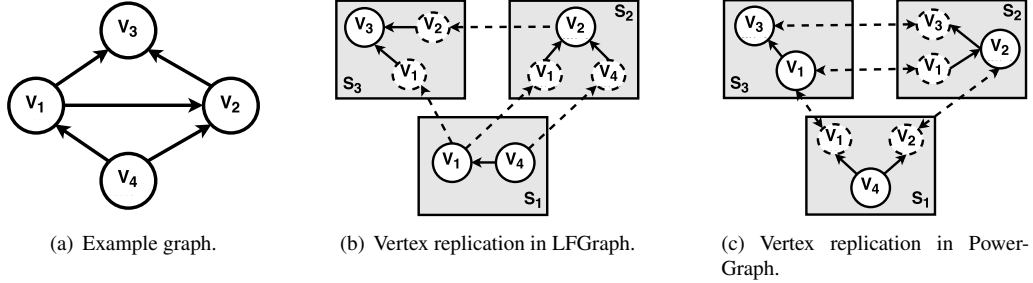 V3
V1
V2
V4
(a) Example graph.
V3
V2
V1
S3
V2
S2
V1
V4
V1
V4
S1
(b) Vertex replication in LFGraph.
V3
V1
S3
V3
S2
V2
V1
V1
V2
V4
S1
(c) Vertex replication in Power-
Graph.